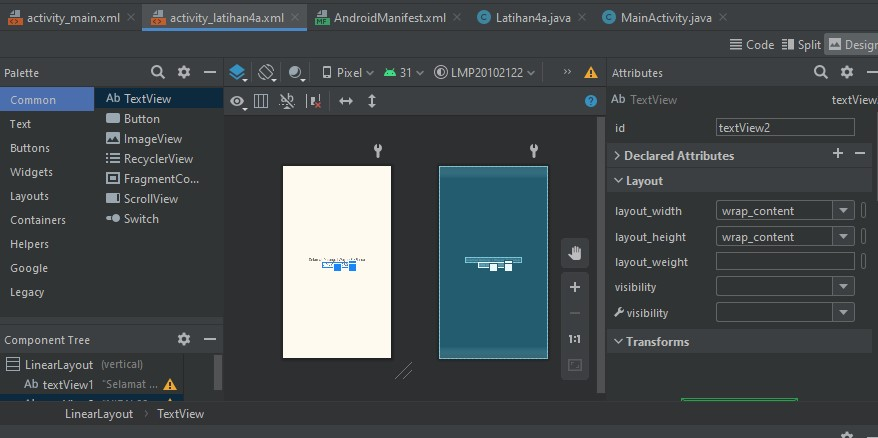 activity_main.xml
activity_latihan4a.xml
AndroidManifest.xml
Latihan4a.java
MainActivity.java
Code
Split
Design
Palette
Pixel
31
LMP20102122
Attributes
Common
Text
Buttons
Widgets
Layouts
Containers
Helpers
Google
Legacy
Ab TextView
Button
ImageView
RecyclerView
FragmentCo...
ScrollView
Switch
Ab TextView
textView
id
textView2
Declared Attributes
Layout
layout_width
wrap_content
layout_height
wrap_content
layout_weight
visibility
visibility
Transforms
1:1
Component Tree
LinearLayout (vertical)
Ab textView1 "Selamat ...
LinearLayout > TextView